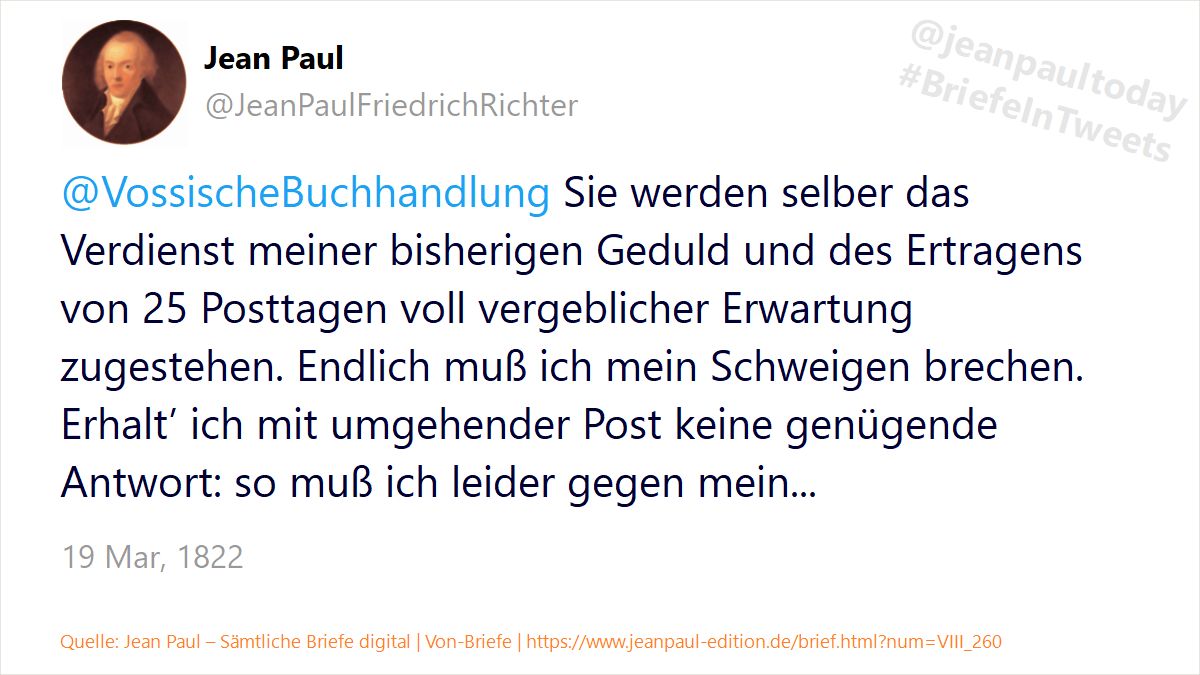 Jean Paul
@JeanPaulFriedrichRichter
@jeanpaultoday
#BriefeInTweets
@VossischeBuchhandlung Sie werden selber das
Verdienst meiner bisherigen Geduld und des Ertragens
von 25 Posttagen voll vergeblicher Erwartung
zugestehen. Endlich muß ich mein Schweigen brechen.
Erhalt’ ich mit umgehender Post keine genügende
Antwort: so muß ich leider gegen mein...
19 Mar, 1822
Quelle: Jean Paul – Sämtliche Briefe digital | Von-Briefe | https://www.jeanpaul-edition.de/brief.html?num=VIII_260